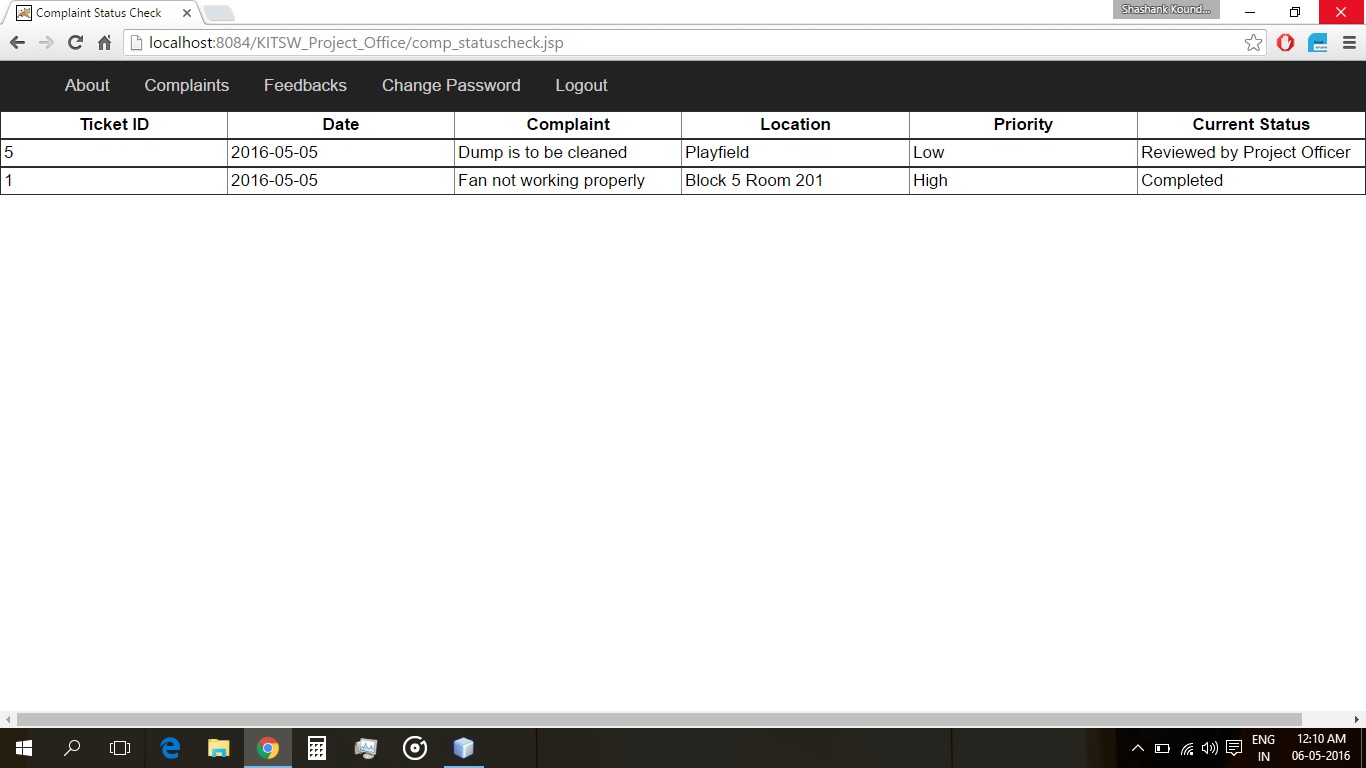 Complaint Status Check
Shashank Kound...
localhost:8084/KITSW_Project_Office/comp_statuscheck.jsp
About Complaints Feedbacks Change Password Logout
Ticket ID Date Complaint Location Priority Current Status
5 2016-05-05 Dump is to be cleaned Playfield Low Reviewed by Project Officer
1 2016-05-05 Fan not working properly Block 5 Room 201 High Completed
ENG 12:10 AM
IN 06-05-2016